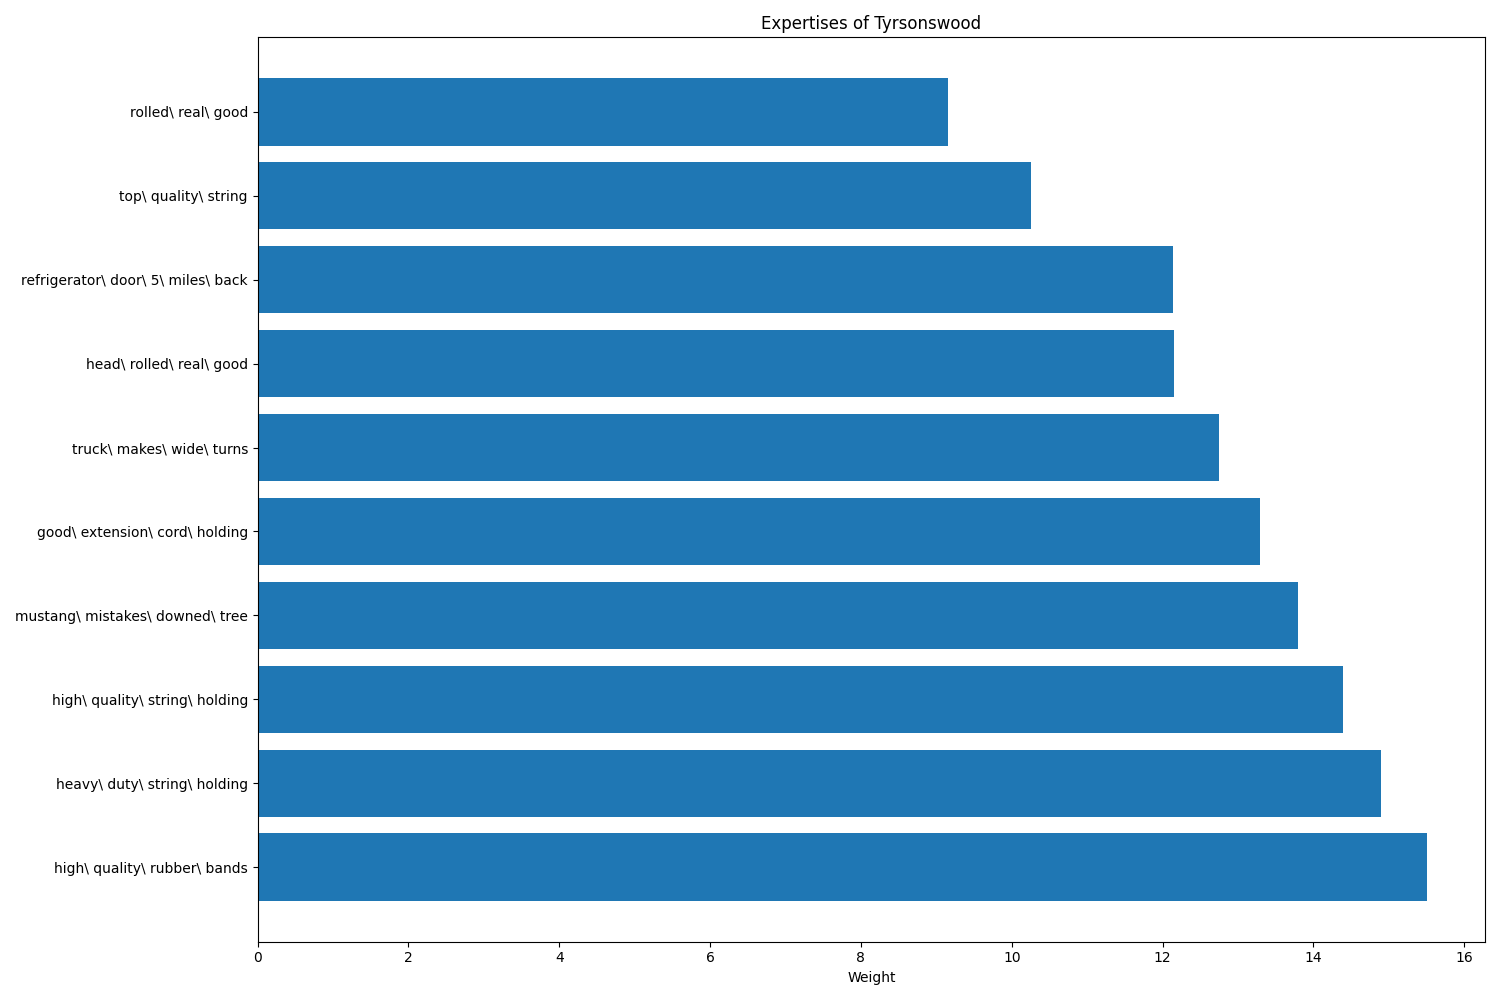 Expertises of Tyrsonswood
rolled\ real\ good
top\ quality\ string
refrigerator\ door\ 5\ miles\ back
head\ rolled\ real\ good
truck\ makes\ wide\ turns
good\ extension\ cord\ holding
mustang\ mistakes\ downed\ tree
high\ quality\ string\ holding
heavy\ duty\ string\ holding
high\ quality\ rubber\ bands
0 2 4 6 8 10 12 14 16
Weight